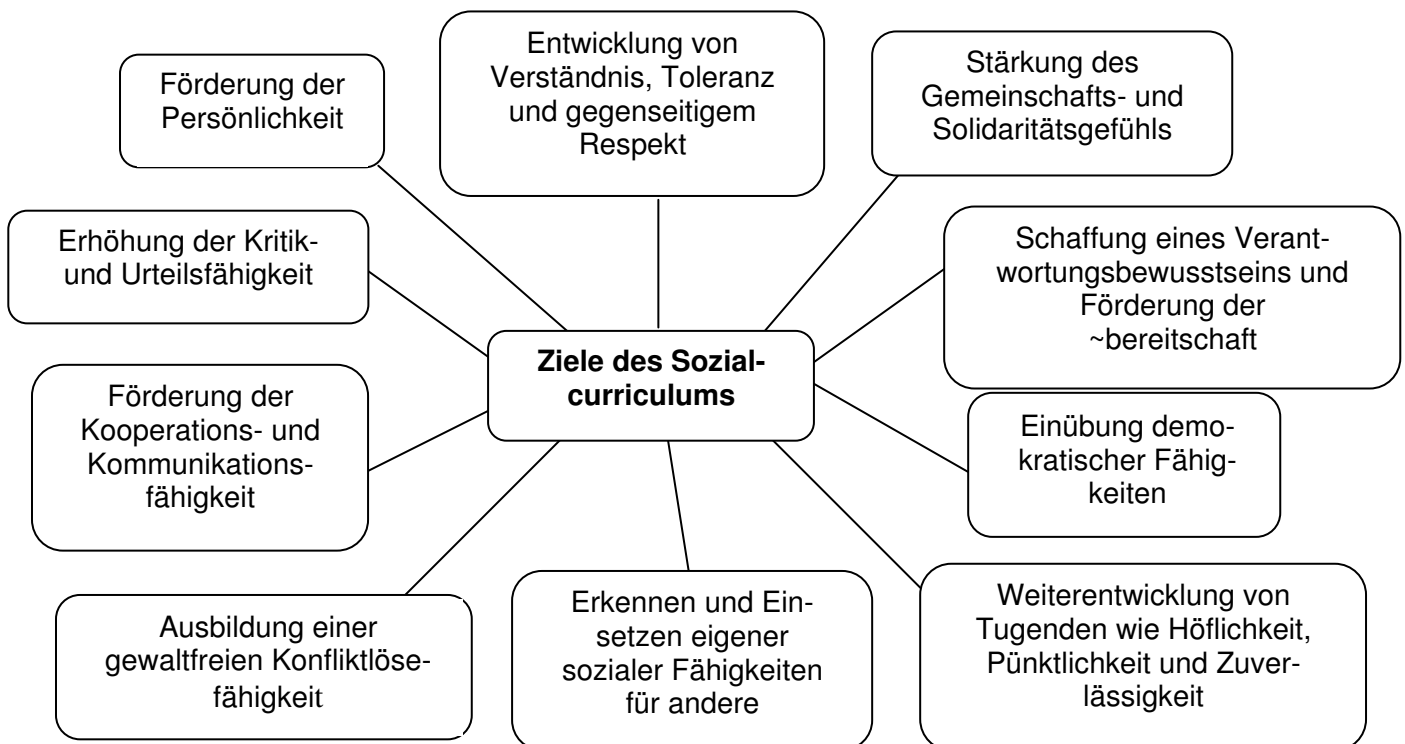 Förderung der
Persönlichkeit
Entwicklung von
Verständnis, Toleranz
und gegenseitigem
Respekt
Stärkung des
Gemeinschafts- und
Solidaritätsgefühls
Erhöhung der Kritik-
und Urteilsfähigkeit
Schaffung eines Verant-
wortungsbewusstseins und
Förderung der
~bereitschaft
Ziele des Sozial-
curriculums
Förderung der
Kooperations- und
Kommunikations-
fähigkeit
Einübung demo-
kratischer Fähig-
keiten
Ausbildung einer
gewaltfreien Konfliktlöse-
fähigkeit
Erkennen und Ein-
setzen eigener
sozialer Fähigkeiten
für andere
Weiterentwicklung von
Tugenden wie Höflichkeit,
Pünktlichkeit und Zuver-
lässigkeit